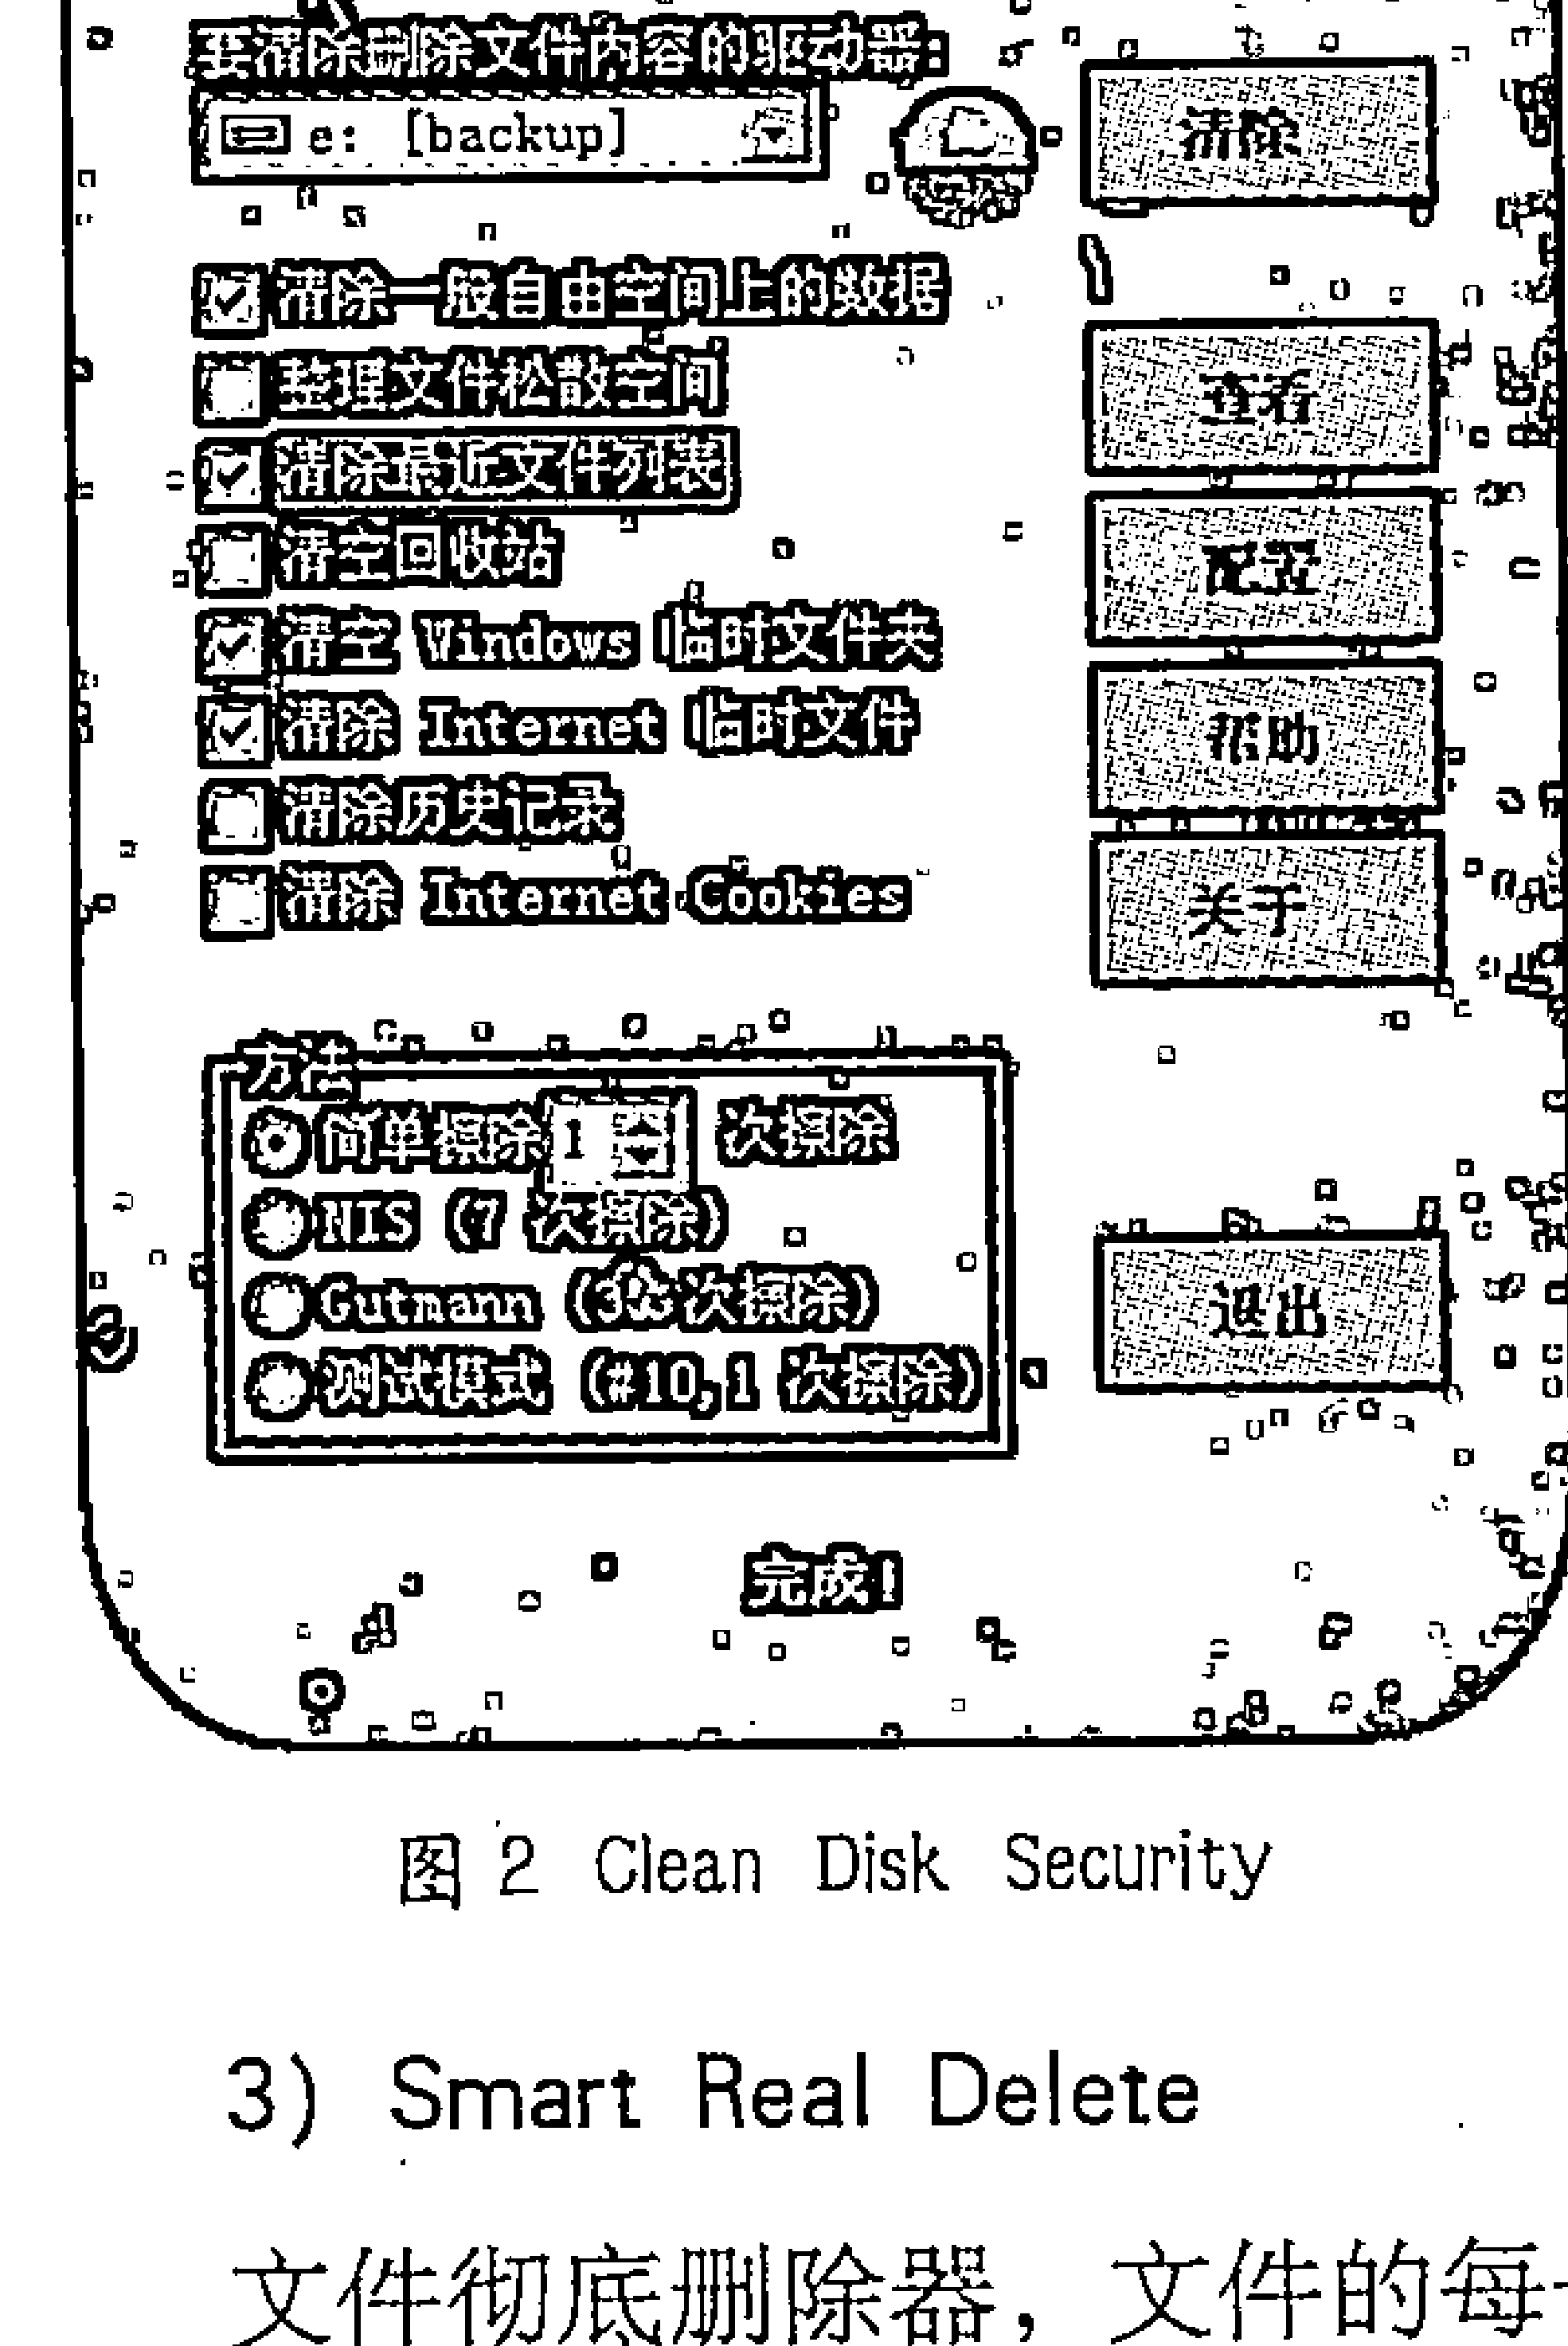 要清除删除文件内容的驱动器:
e: [backup]
清除
清除一般自由空间上的数据
整理文件松散空间
查看
清除最近文件列表
清空回收站
配置
清空 Windows 临时文件夹
清除 Internet 临时文件
帮助
清除历史记录
清除 Internet Cookies
关于
方法
简单擦除 1 次擦除
NIS (7 次擦除)
Gutmann ( 次擦除)
测试模式 (#10,1 次擦除)
退出
完成!
图 2 Clean Disk Security
3) Smart Real Delete
文件彻底删除器, 文件的每